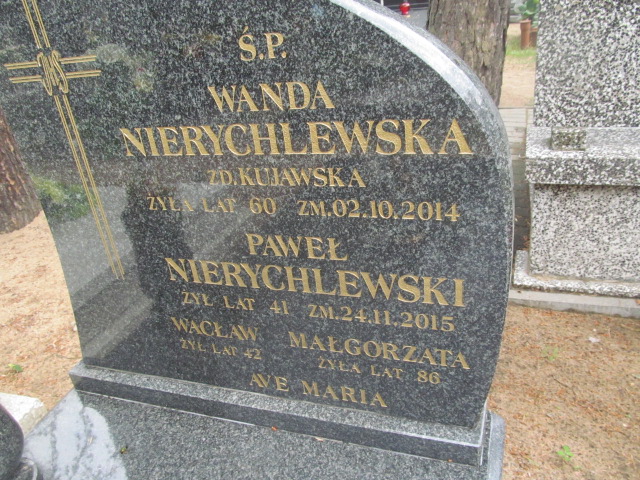 Ś.P.
WANDA
NIERYCHLEWSKA
ZD. KUJAWSKA
ŻYŁA LAT 60 ZM. 02.10.2014
PAWEŁ
NIERYCHLEWSKI
ŻYŁ LAT 41 ZM. 24.11.2015
WACŁAW MAŁGORZATA
ŻYŁ LAT 42 ŻYŁA LAT 86
AVE MARIA